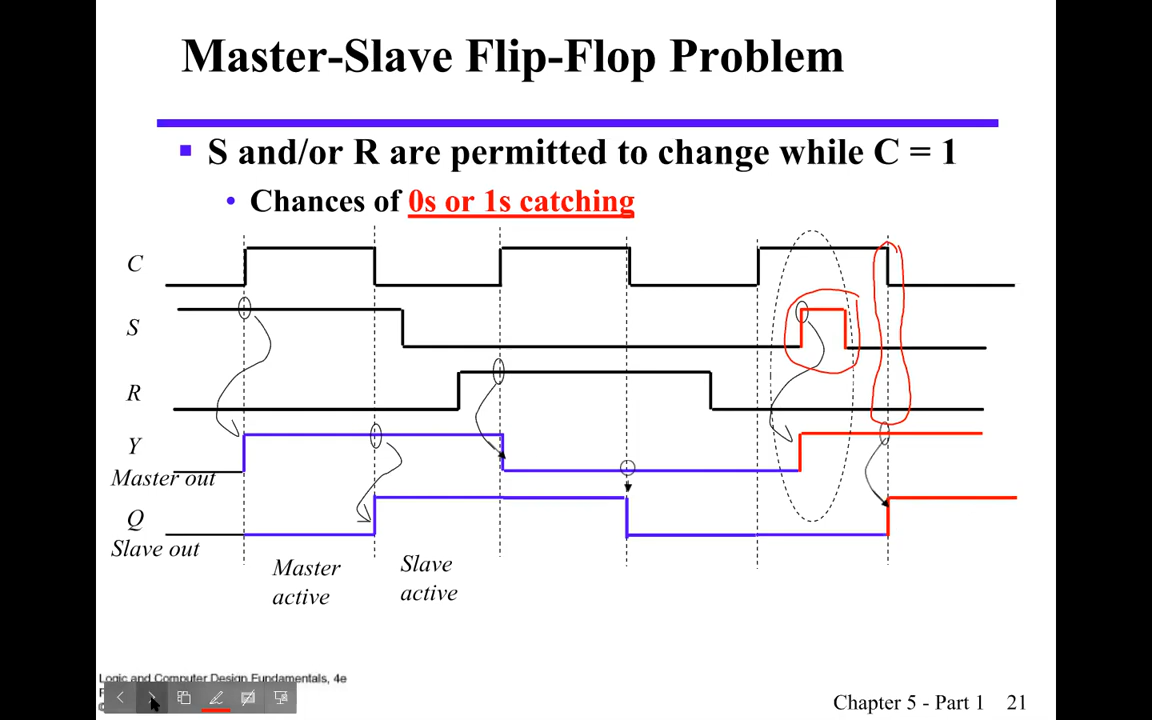 Master-Slave Flip-Flop Problem
S and/or R are permitted to change while C = 1
Chances of 0s or 1s catching
C
S
R
Y
Master out
Q
Slave out
Master active
Slave active
Logic and Computer Design Fundamentals, 4e
Chapter 5 - Part 1 21